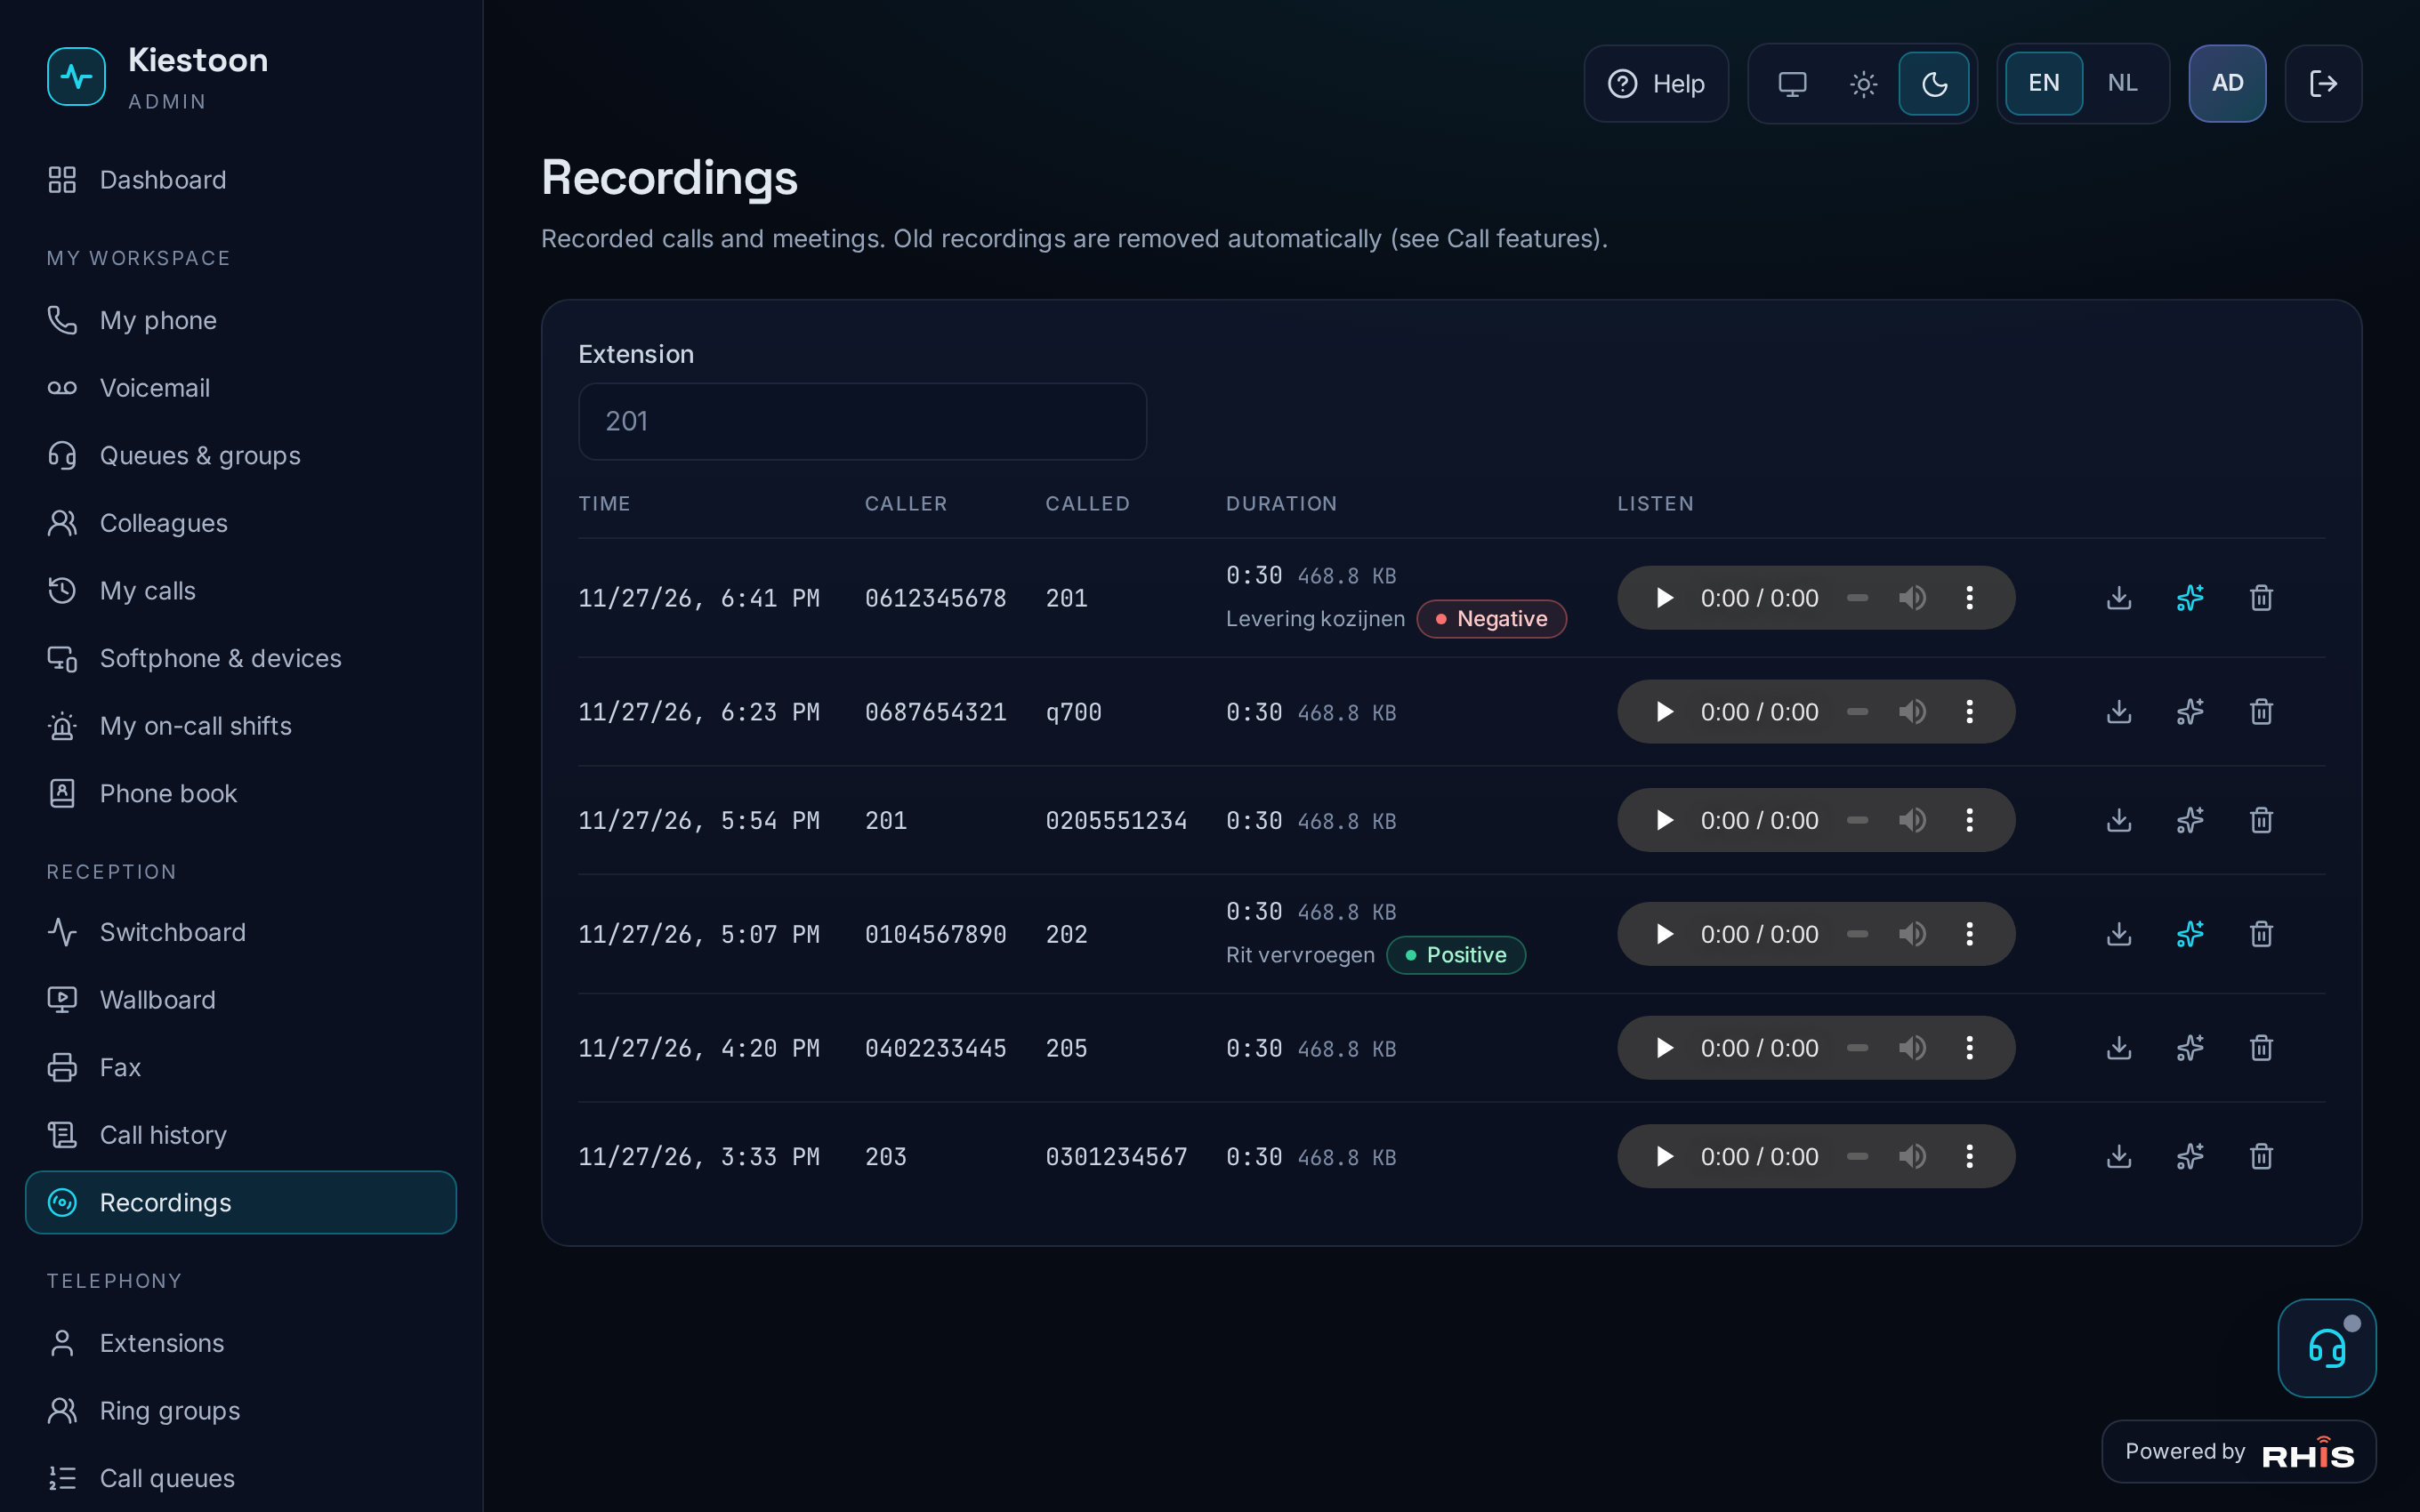 Kiestoon
ADMIN
Dashboard
MY WORKSPACE
My phone
Voicemail
Queues & groups
Colleagues
My calls
Softphone & devices
My on-call shifts
Phone book
RECEPTION
Switchboard
Wallboard
Fax
Call history
Recordings
TELEPHONY
Extensions
Ring groups
Call queues
Help EN NL AD
Recordings
Recorded calls and meetings. Old recordings are removed automatically (see Call features).
Extension
201
TIME CALLER CALLED DURATION LISTEN
11/27/26, 6:41 PM 0612345678 201 0:30 468.8 KB 0:00 / 0:00
Levering kozijnen Negative
11/27/26, 6:23 PM 0687654321 q700 0:30 468.8 KB 0:00 / 0:00
11/27/26, 5:54 PM 201 0205551234 0:30 468.8 KB 0:00 / 0:00
11/27/26, 5:07 PM 0104567890 202 0:30 468.8 KB 0:00 / 0:00
Rit vervroegen Positive
11/27/26, 4:20 PM 0402233445 205 0:30 468.8 KB 0:00 / 0:00
11/27/26, 3:33 PM 203 0301234567 0:30 468.8 KB 0:00 / 0:00
Powered by RHiS